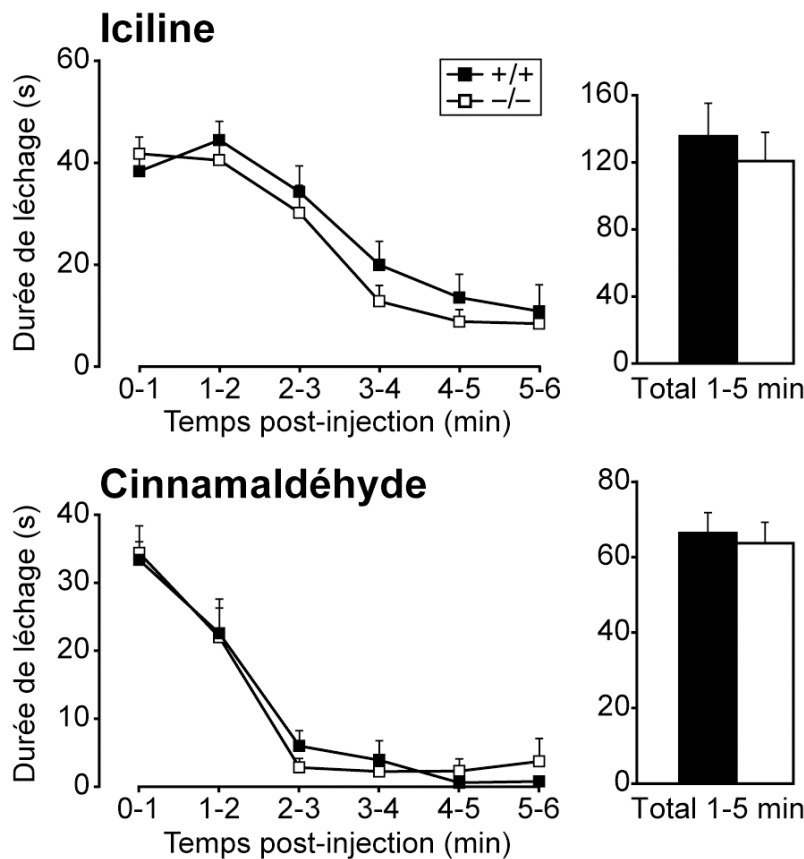 Iciline
Durée de léchage (s)
60
40
20
0
0-1 1-2 2-3 3-4 4-5 5-6
Temps post-injection (min)
+/+
−/−
160
120
80
40
0
Total 1-5 min
Cinnamaldéhyde
Durée de léchage (s)
40
30
20
10
0
0-1 1-2 2-3 3-4 4-5 5-6
Temps post-injection (min)
80
60
40
20
0
Total 1-5 min